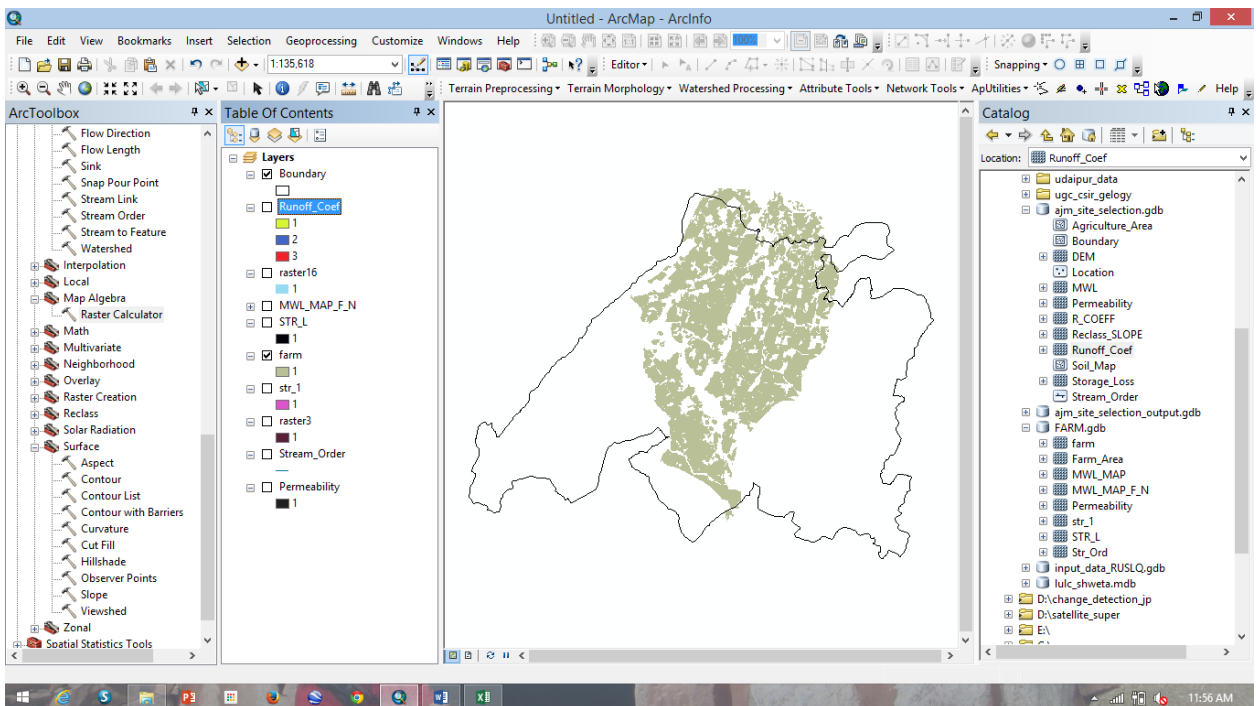 Untitled - ArcMap - ArcInfo
File Edit View Bookmarks Insert Selection Geoprocessing Customize Windows Help 100%
1:135,618 Editor Snapping
Terrain Preprocessing Terrain Morphology Watershed Processing Attribute Tools Network Tools ApUtilities Help
ArcToolbox
Flow Direction
Flow Length
Sink
Snap Pour Point
Stream Link
Stream Order
Stream to Feature
Watershed
Interpolation
Local
Map Algebra
Raster Calculator
Math
Multivariate
Neighborhood
Overlay
Raster Creation
Reclass
Solar Radiation
Surface
Aspect
Contour
Contour List
Contour with Barriers
Curvature
Cut Fill
Hillshade
Observer Points
Slope
Viewshed
Zonal
Spatial Statistics Tools
Table Of Contents
Layers
Boundary
Runoff_Coef
1
2
3
raster16
1
MWL_MAP_F_N
STR_L
1
farm
1
str_1
1
raster3
1
Stream_Order
Permeability
1
Catalog
Location: Runoff_Coef
udaipur_data
ugc_csir_gelogy
ajm_site_selection.gdb
Agriculture_Area
Boundary
DEM
Location
MWL
Permeability
R_COEFF
Reclass_SLOPE
Runoff_Coef
Soil_Map
Storage_Loss
Stream_Order
ajm_site_selection_output.gdb
FARM.gdb
farm
Farm_Area
MWL_MAP
MWL_MAP_F_N
Permeability
str_1
STR_L
Str_Ord
input_data_RUSLQ.gdb
lulc_shweta.mdb
D:\change_detection_jp
D:\satellite_super
E:\
11:56 AM